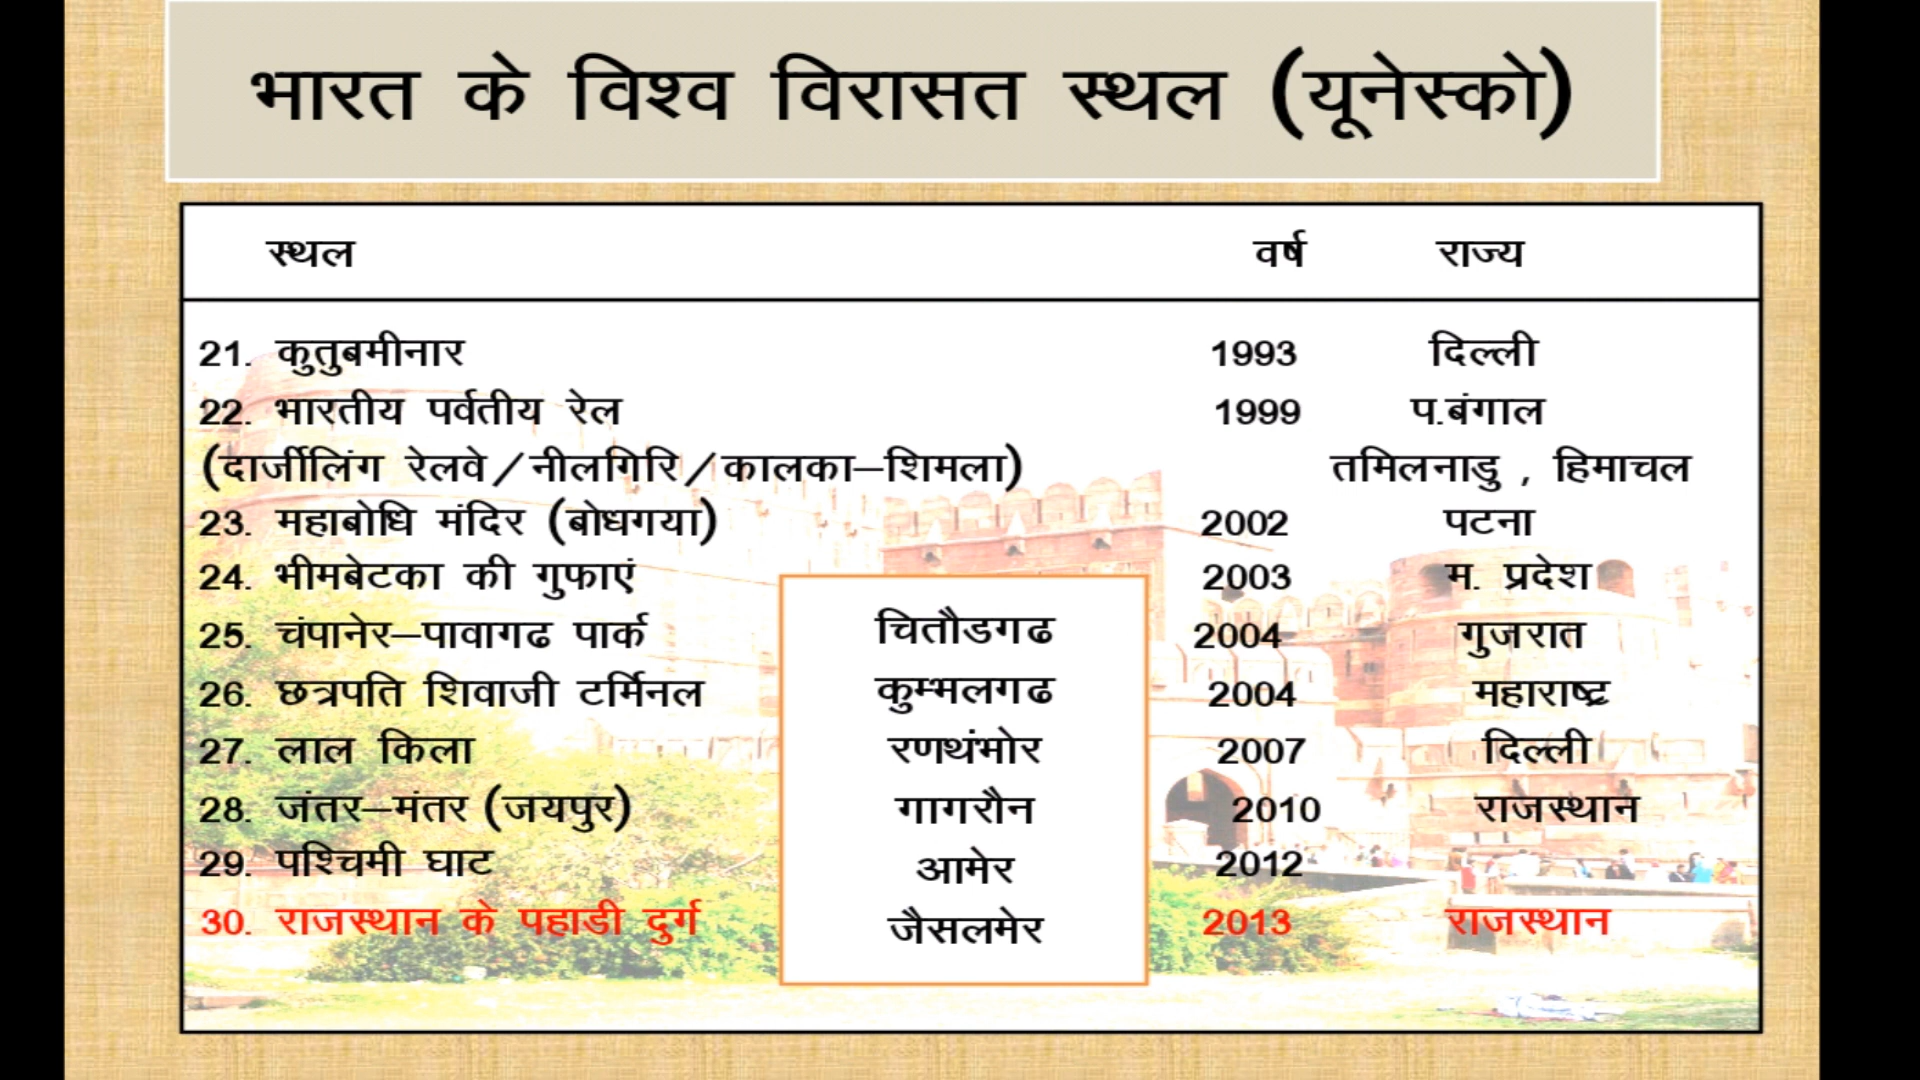 भारत के विश्व विरासत स्थल (यूनेस्को)
स्थल वर्ष राज्य
21. कुतुबमीनार 1993 दिल्ली
22. भारतीय पर्वतीय रेल 1999 प.बंगाल
(दार्जीलिंग रेलवे/नीलगिरि/कालका–शिमला) तमिलनाडु , हिमाचल
23. महाबोधि मंदिर (बोधगया) 2002 पटना
24. भीमबेटका की गुफाएं 2003 म. प्रदेश
25. चंपानेर–पावागढ पार्क 2004 गुजरात
26. छत्रपति शिवाजी टर्मिनल 2004 महाराष्ट्र
27. लाल किला 2007 दिल्ली
28. जंतर–मंतर (जयपुर) 2010 राजस्थान
29. पश्चिमी घाट 2012
30. राजस्थान के पहाडी दुर्ग 2013 राजस्थान
चितौडगढ
कुम्भलगढ
रणथंमोर
गागरौन
आमेर
जैसलमेर